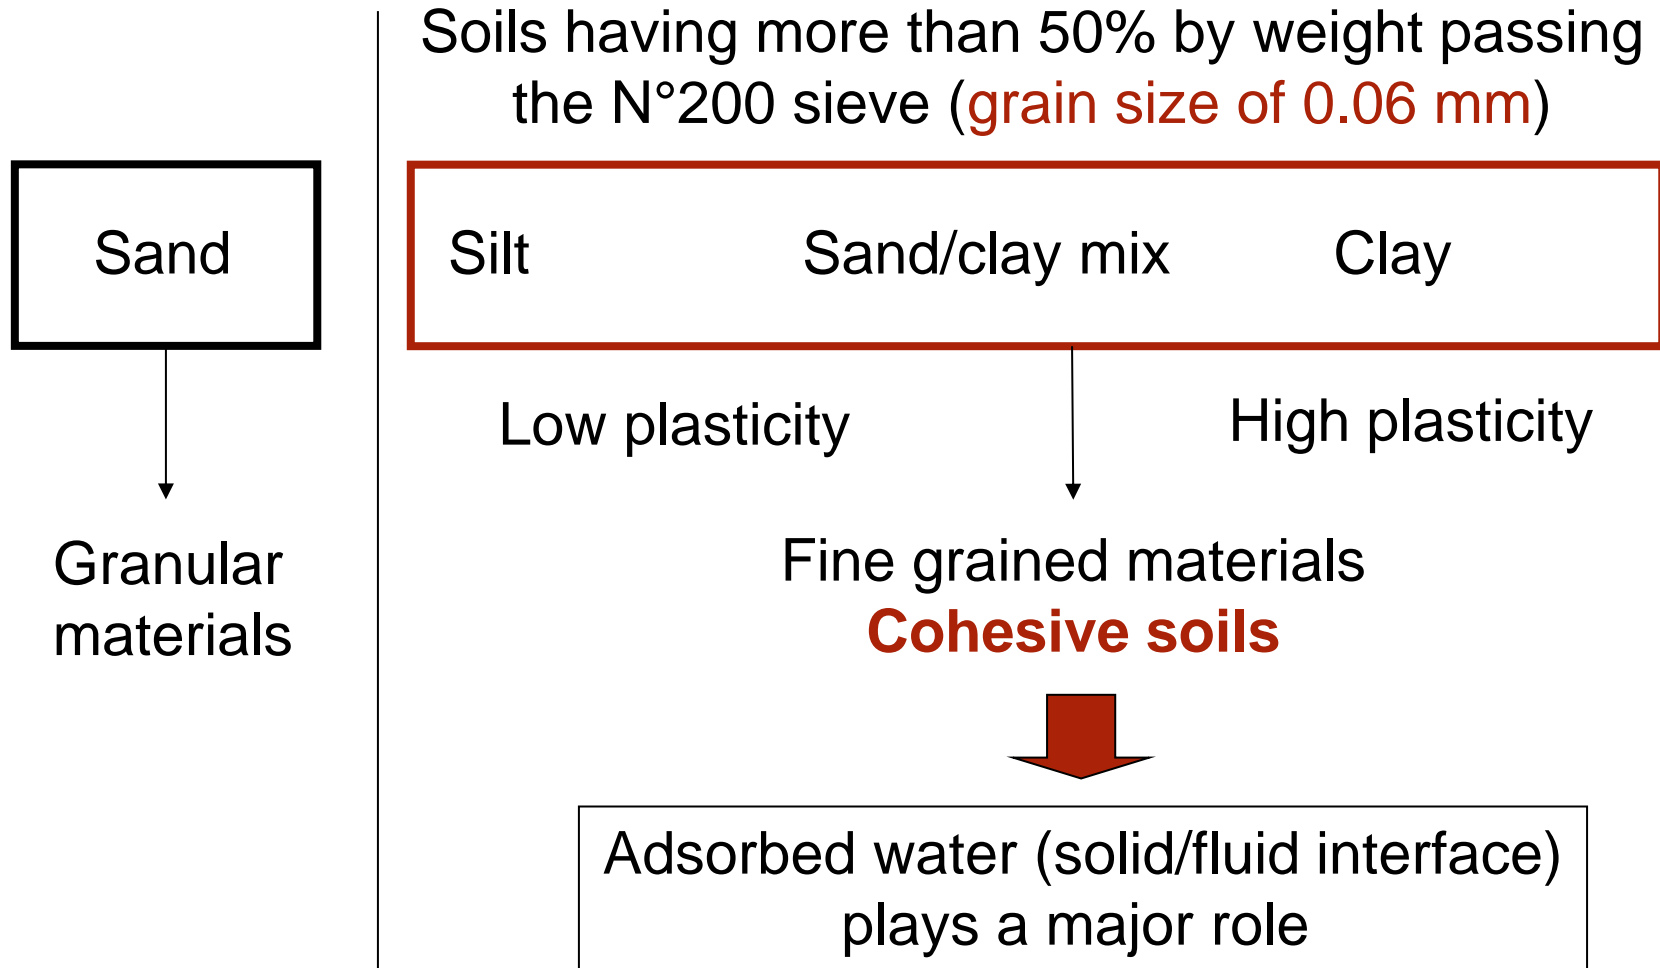 Soils having more than 50% by weight passing
the N°200 sieve (grain size of 0.06 mm)
Sand
Silt
Sand/clay mix
Clay
Low plasticity
High plasticity
Granular
materials
Fine grained materials
Cohesive soils
Adsorbed water (solid/fluid interface)
plays a major role